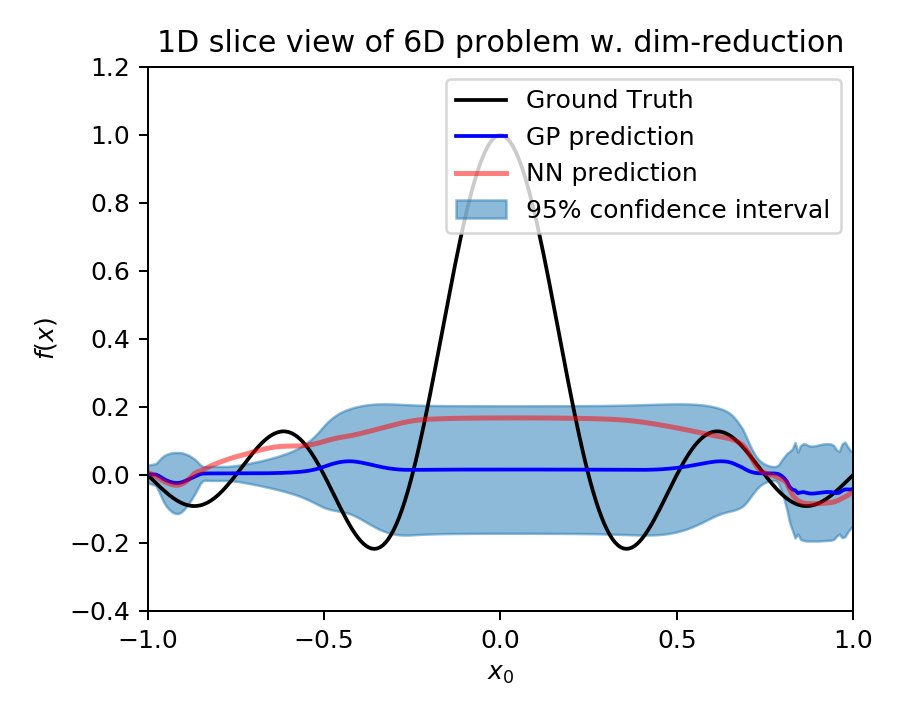 1D slice view of 6D problem w. dim-reduction
1.2
1.0
0.8
0.6
0.4
0.2
0.0
−0.2
−0.4
f(x)
Ground Truth
GP prediction
NN prediction
95% confidence interval
−1.0 −0.5 0.0 0.5 1.0
x₀